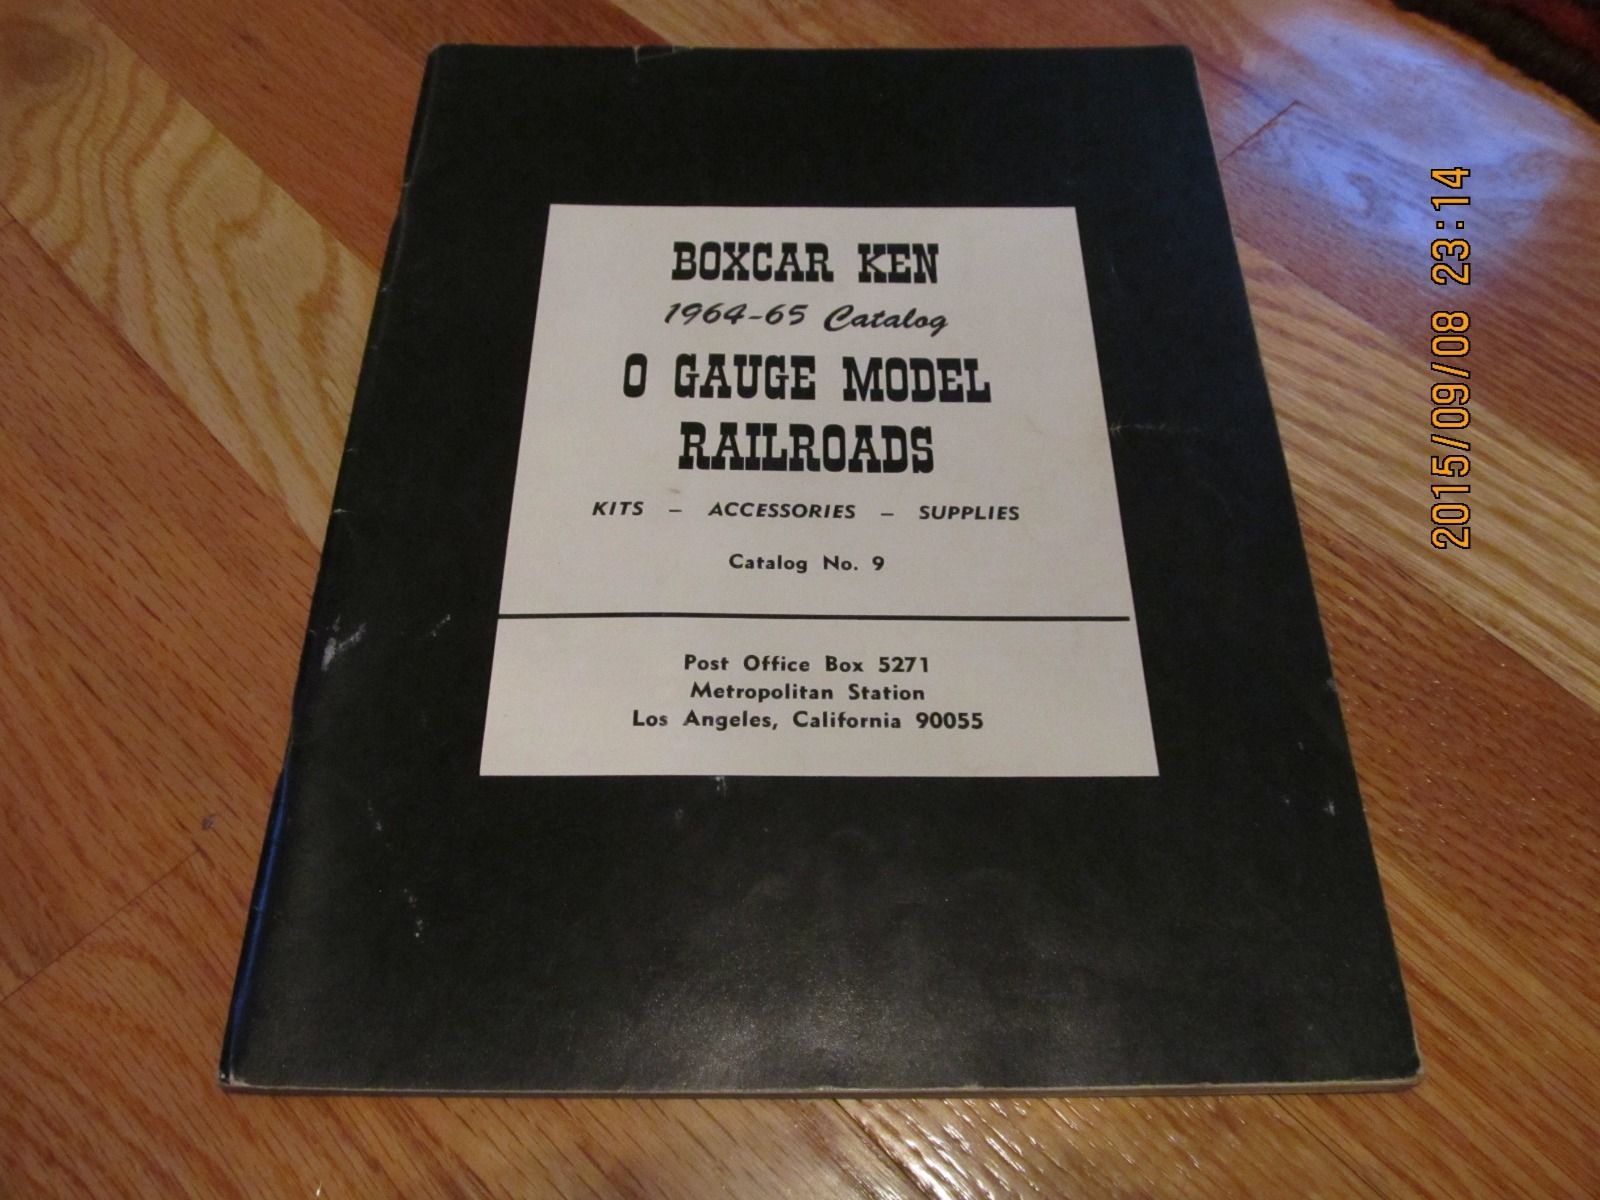 BOXCAR KEN
1964-65 Catalog
O GAUGE MODEL
RAILROADS
KITS – ACCESSORIES – SUPPLIES
Catalog No. 9
Post Office Box 5271
Metropolitan Station
Los Angeles, California 90055
2015/09/08 23:14